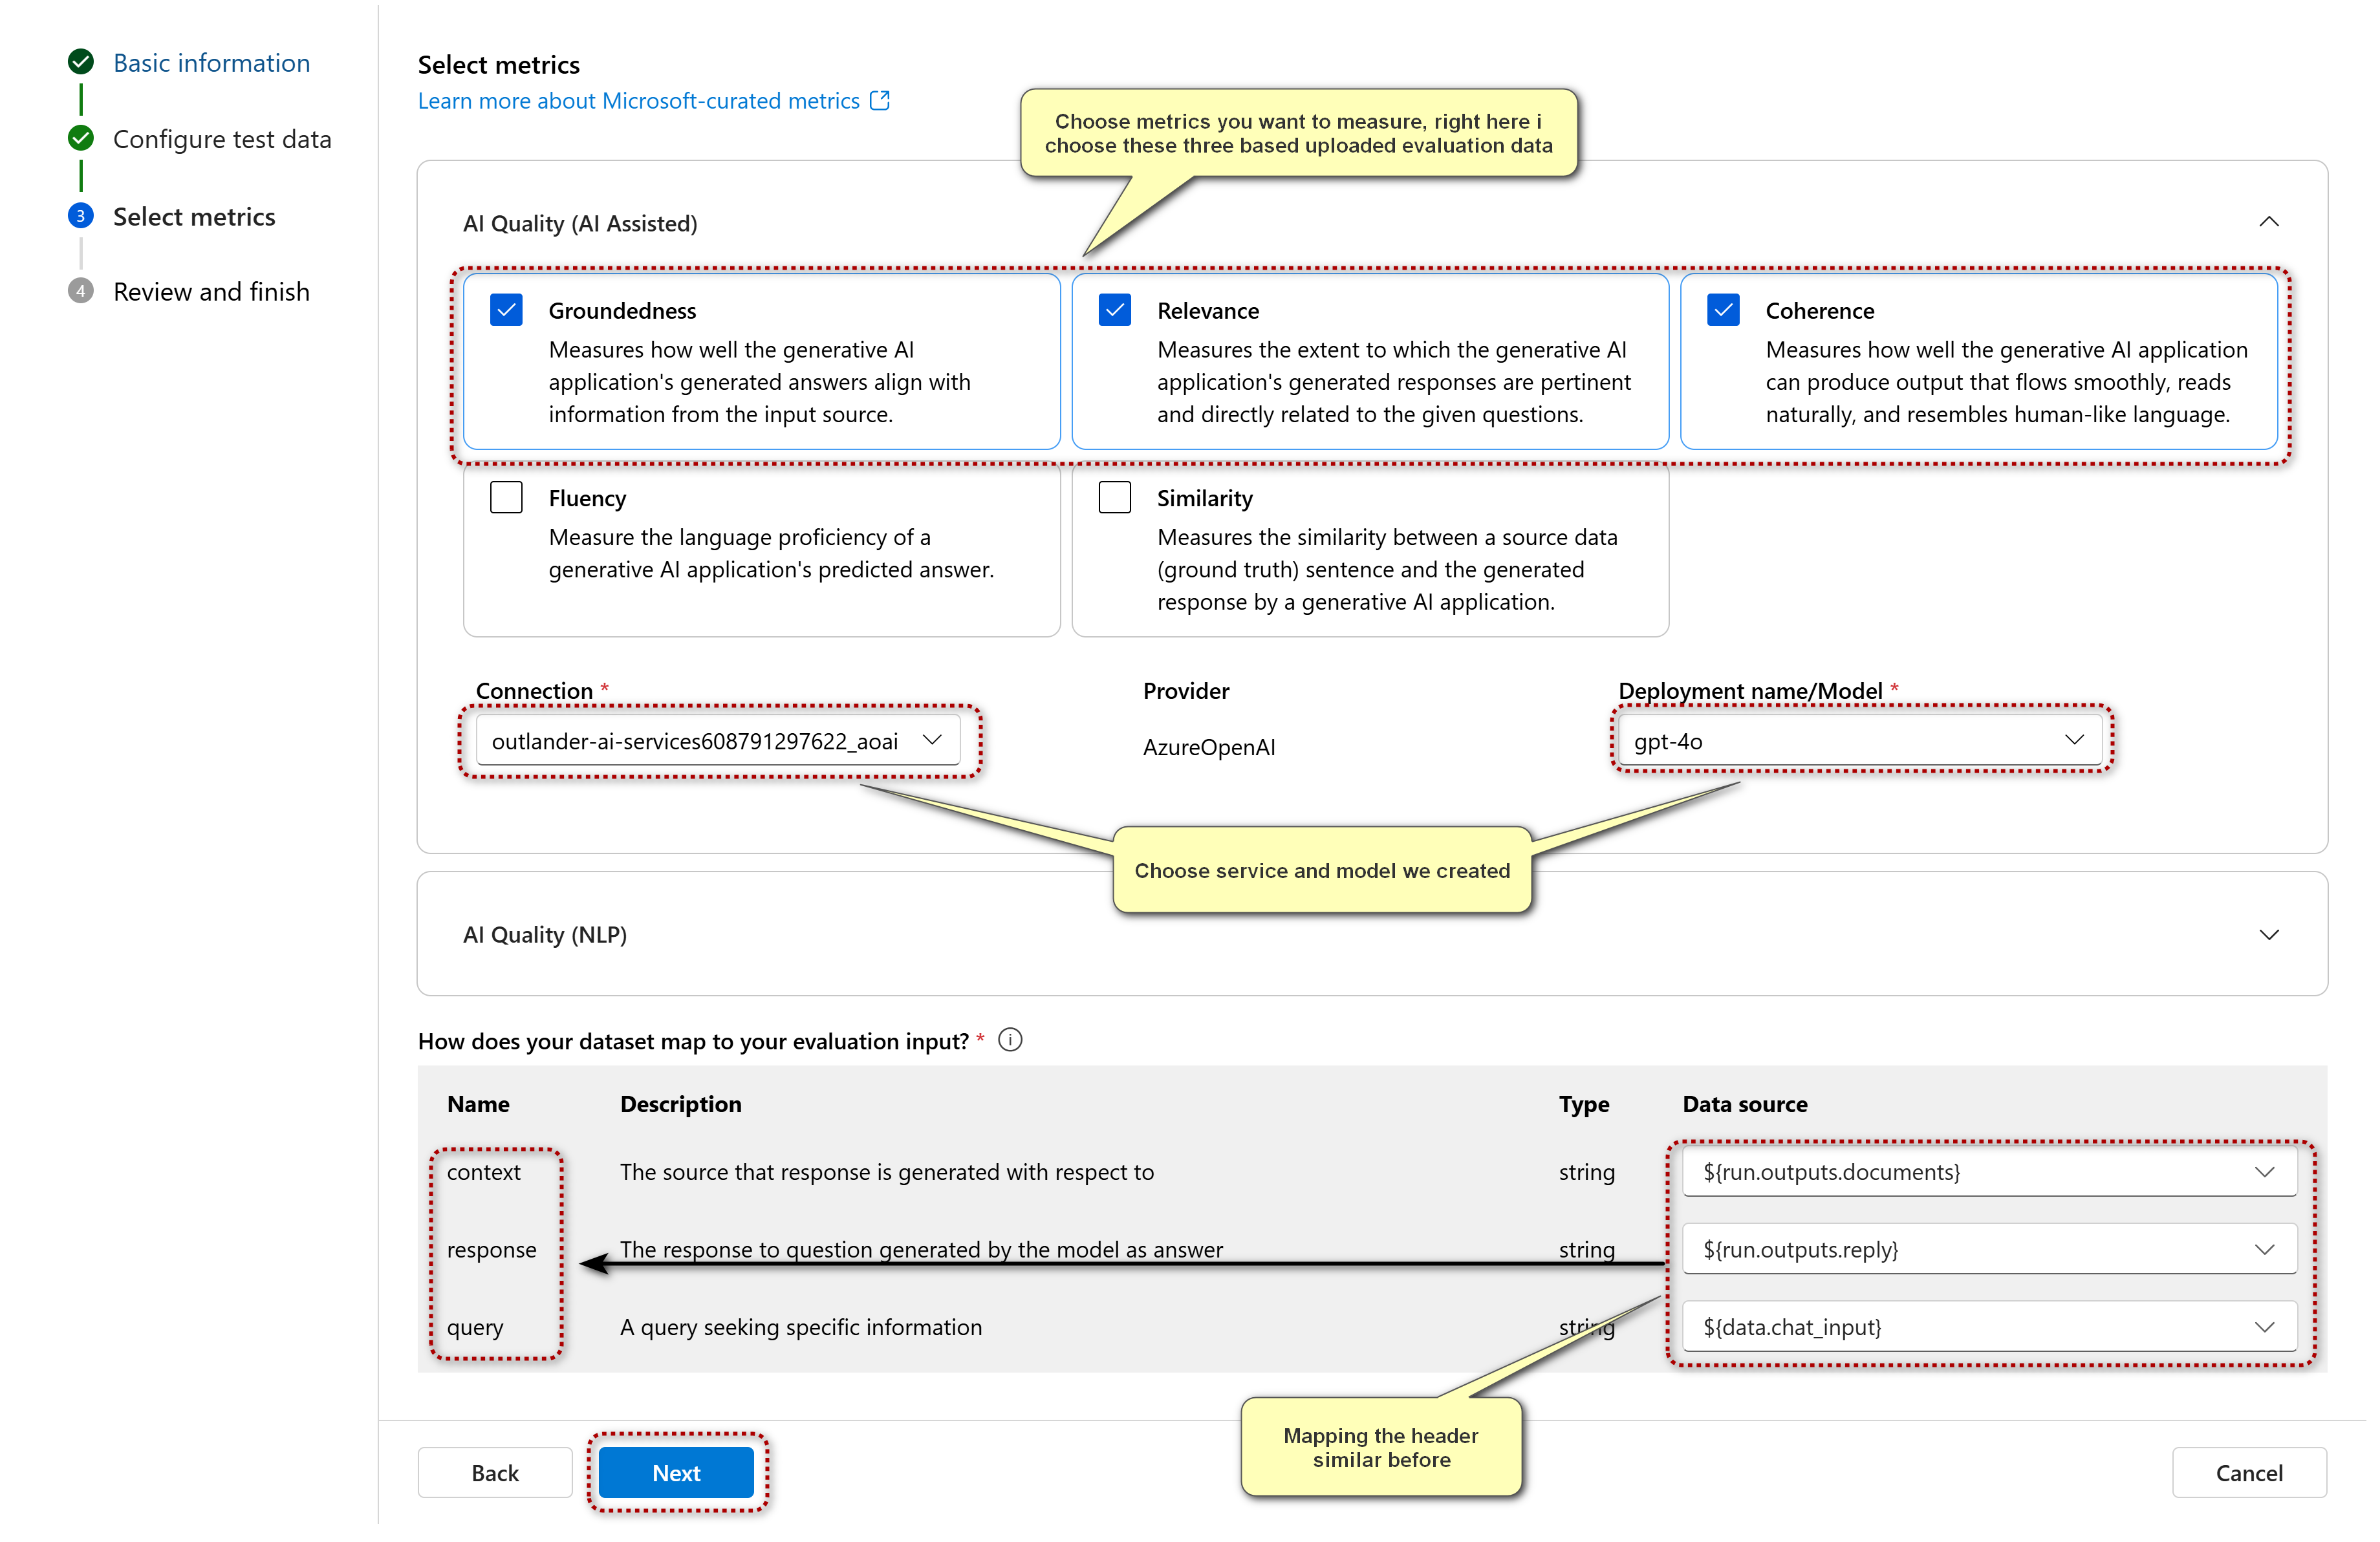 Basic information
Configure test data
3 Select metrics
4 Review and finish
Select metrics
Learn more about Microsoft-curated metrics
Choose metrics you want to measure, right here i
choose these three based uploaded evaluation data
AI Quality (AI Assisted)
Groundedness
Measures how well the generative AI
application's generated answers align with
information from the input source.
Relevance
Measures the extent to which the generative AI
application's generated responses are pertinent
and directly related to the given questions.
Coherence
Measures how well the generative AI application
can produce output that flows smoothly, reads
naturally, and resembles human-like language.
Fluency
Measure the language proficiency of a
generative AI application's predicted answer.
Similarity
Measures the similarity between a source data
(ground truth) sentence and the generated
response by a generative AI application.
Connection *
outlander-ai-services608791297622_aoai
Provider
AzureOpenAI
Deployment name/Model *
gpt-4o
Choose service and model we created
AI Quality (NLP)
How does your dataset map to your evaluation input? *
Name Description Type Data source
context The source that response is generated with respect to string ${run.outputs.documents}
response The response to question generated by the model as answer string ${run.outputs.reply}
query A query seeking specific information string ${data.chat_input}
Mapping the header
similar before
Back Next Cancel